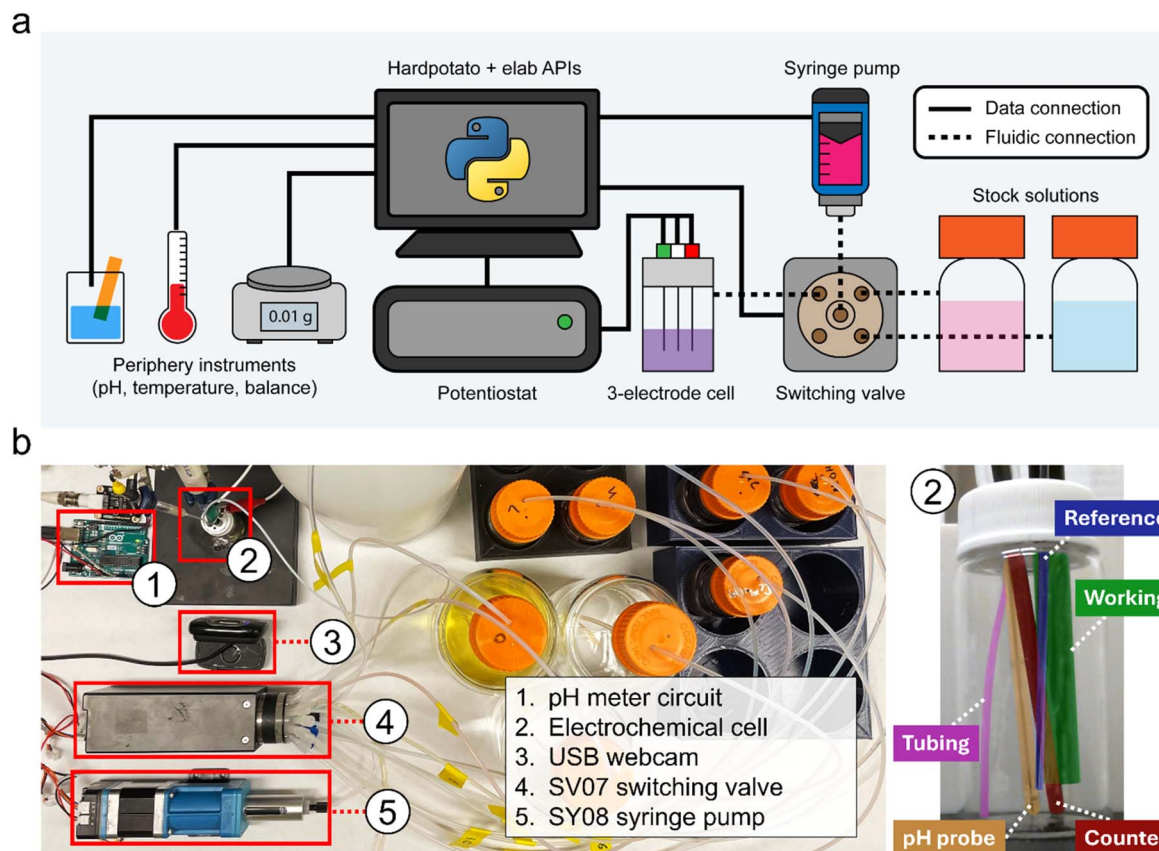 a
Hardpotato + elab APIs
Syringe pump
Data connection
Fluidic connection
Stock solutions
0.01 g
Periphery instruments
(pH, temperature, balance)
Potentiostat
3-electrode cell
Switching valve
b
1
2
3
4
5
1. pH meter circuit
2. Electrochemical cell
3. USB webcam
4. SV07 switching valve
5. SY08 syringe pump
2
Reference
Working
Tubing
pH probe
Counte